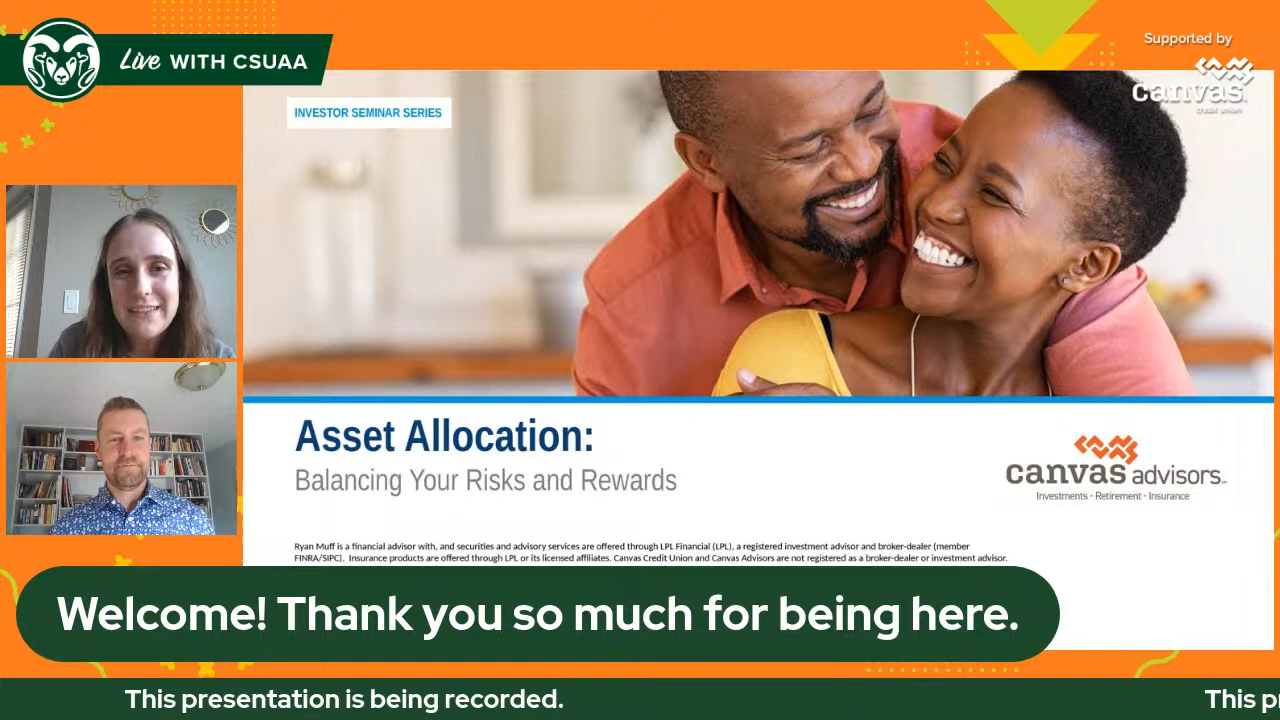 Live WITH CSUAA
Supported by
canvas
credit union
INVESTOR SEMINAR SERIES
Asset Allocation:
Balancing Your Risks and Rewards
canvas advisors
Investments - Retirement - Insurance
Ryan Muff is a financial advisor with, and securities and advisory services are offered through LPL Financial (LPL), a registered investment advisor and broker-dealer (member
FINRA/SIPC). Insurance products are offered through LPL or its licensed affiliates. Canvas Credit Union and Canvas Advisors are not registered as a broker-dealer or investment advisor.
Welcome! Thank you so much for being here.
This presentation is being recorded.
This p